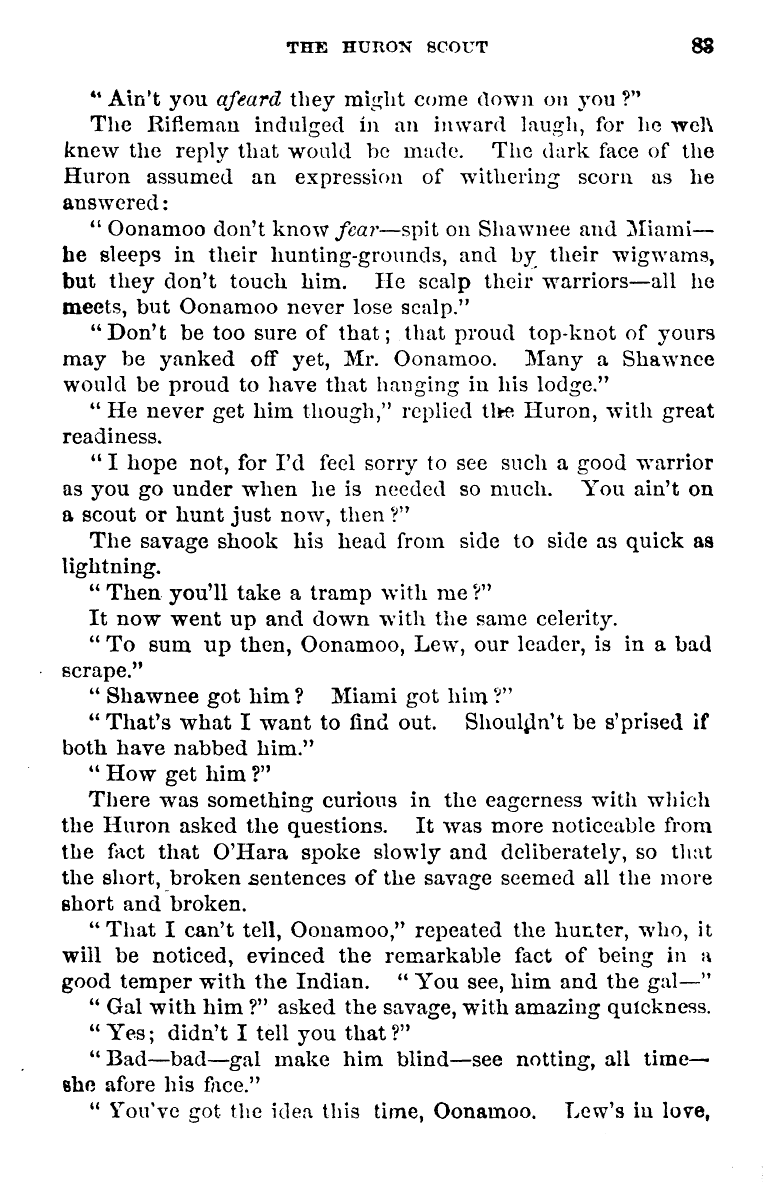 THE HURON SCOUT 83
“Ain't you afeard they might come down on you?”
The Rifleman indulged in an inward laugh, for he well
knew the reply that would be made. The dark face of the
Huron assumed an expression of withering scorn as he
answered:
“Oonamoo don't know fear—spit on Shawnee and Miami—
he sleeps in their hunting-grounds, and by their wigwams,
but they don't touch him. He scalp their warriors—all he
meets, but Oonamoo never lose scalp.”
“Don't be too sure of that; that proud top-knot of yours
may be yanked off yet, Mr. Oonamoo. Many a Shawnee
would be proud to have that hanging in his lodge.”
“He never get him though,” replied the Huron, with great
readiness.
“I hope not, for I'd feel sorry to see such a good warrior
as you go under when he is needed so much. You ain't on
a scout or hunt just now, then?”
The savage shook his head from side to side as quick as
lightning.
“Then you'll take a tramp with me?”
It now went up and down with the same celerity.
“To sum up then, Oonamoo, Lew, our leader, is in a bad
scrape.”
“Shawnee got him? Miami got him?”
“That's what I want to find out. Shouldn't be s'prised if
both have nabbed him.”
“How get him?”
There was something curious in the eagerness with which
the Huron asked the questions. It was more noticeable from
the fact that O'Hara spoke slowly and deliberately, so that
the short, broken sentences of the savage seemed all the more
short and broken.
“That I can't tell, Oonamoo,” repeated the hunter, who, it
will be noticed, evinced the remarkable fact of being in a
good temper with the Indian. “You see, him and the gal—”
“Gal with him?” asked the savage, with amazing quickness.
“Yes; didn't I tell you that?”
“Bad—bad—gal make him blind—see notting, all time—
she afore his face.”
“You've got the idea this time, Oonamoo. Lew's in love,